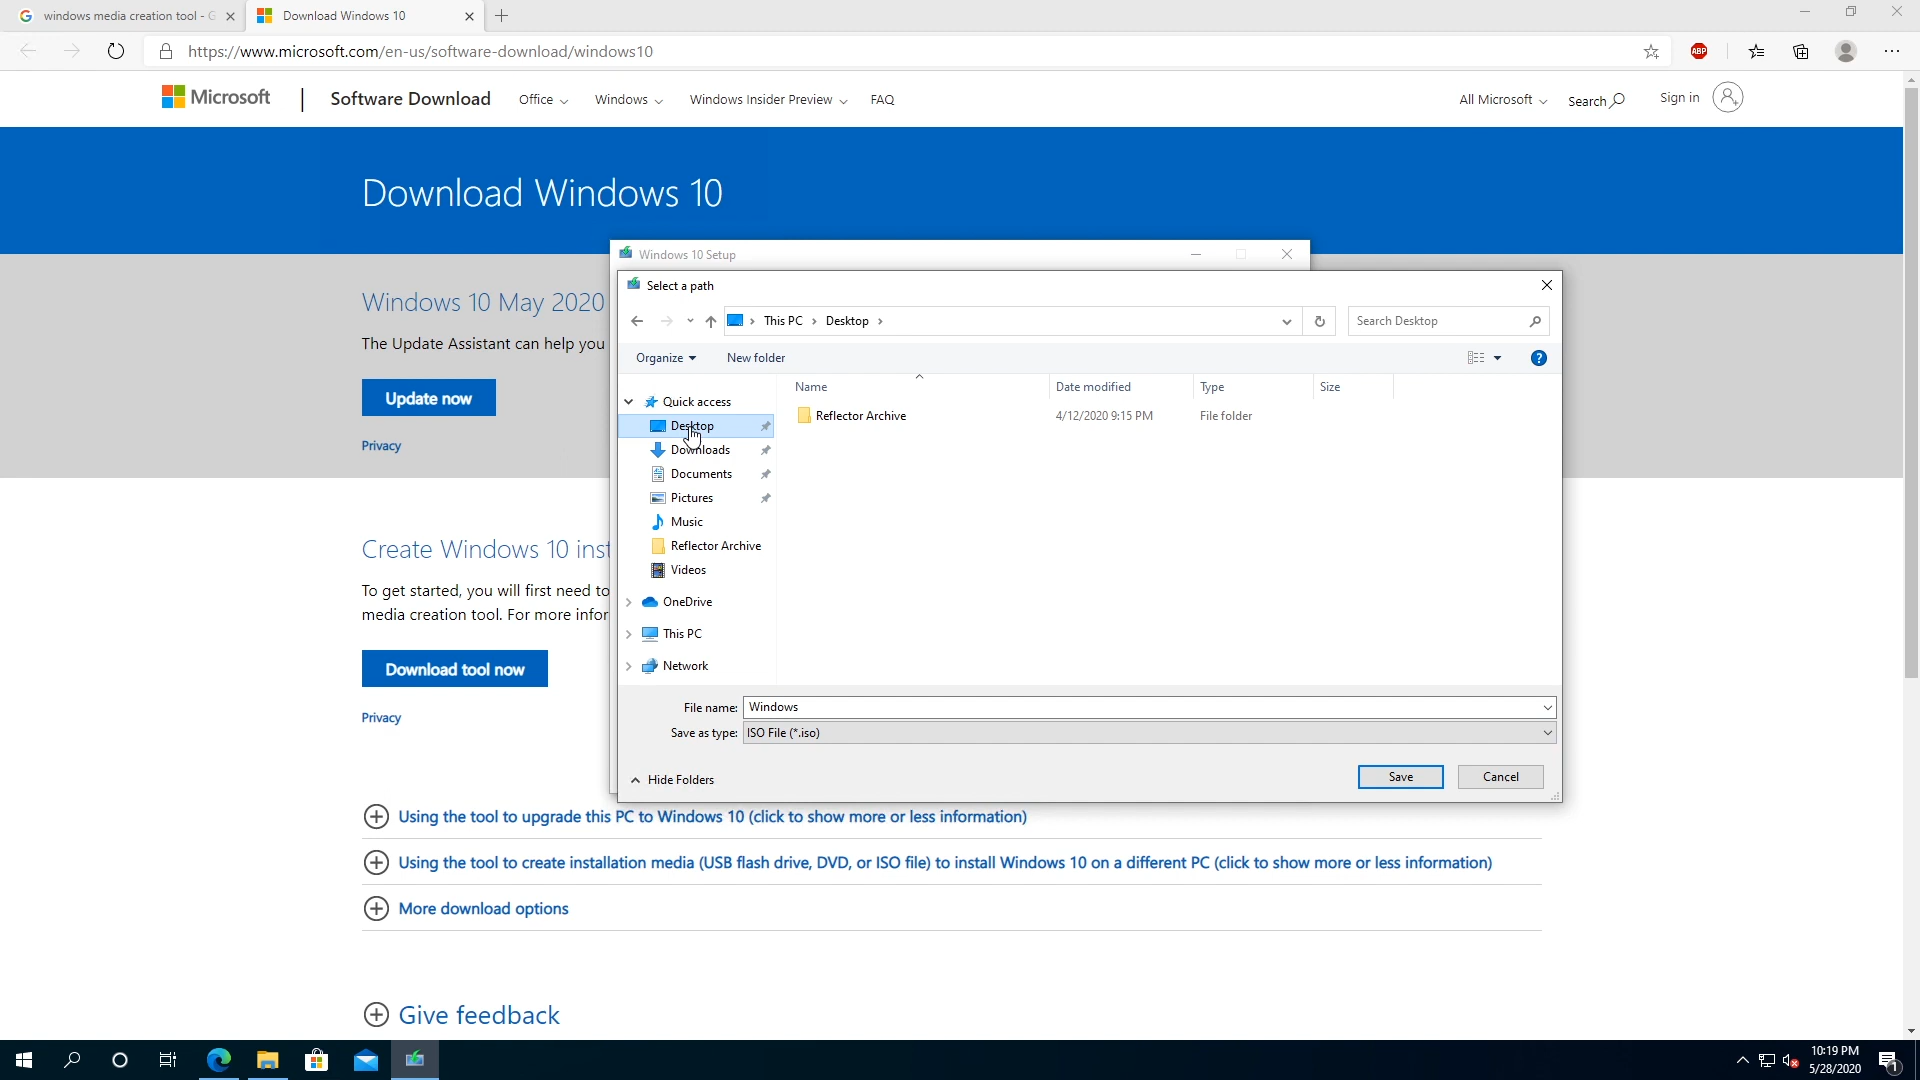 windows media creation tool - G
Download Windows 10
https://www.microsoft.com/en-us/software-download/windows10
ABP
Microsoft
Software Download
Office
Windows
Windows Insider Preview
FAQ
All Microsoft
Search
Sign in
Download Windows 10
Windows 10 May 2020
The Update Assistant can help you
Update now
Privacy
Create Windows 10 inst
To get started, you will first need to
media creation tool. For more infor
Download tool now
Privacy
Windows 10 Setup
Select a path
This PC
Desktop
Search Desktop
Organize
New folder
?
Name
Date modified
Type
Size
Quick access
Desktop
Downloads
Documents
Pictures
Music
Reflector Archive
Videos
OneDrive
This PC
Network
Reflector Archive
4/12/2020 9:15 PM
File folder
File name:
Windows
Save as type:
ISO File (*.iso)
Hide Folders
Save
Cancel
Using the tool to upgrade this PC to Windows 10 (click to show more or less information)
Using the tool to create installation media (USB flash drive, DVD, or ISO file) to install Windows 10 on a different PC (click to show more or less information)
More download options
Give feedback
10:19 PM
5/28/2020
1